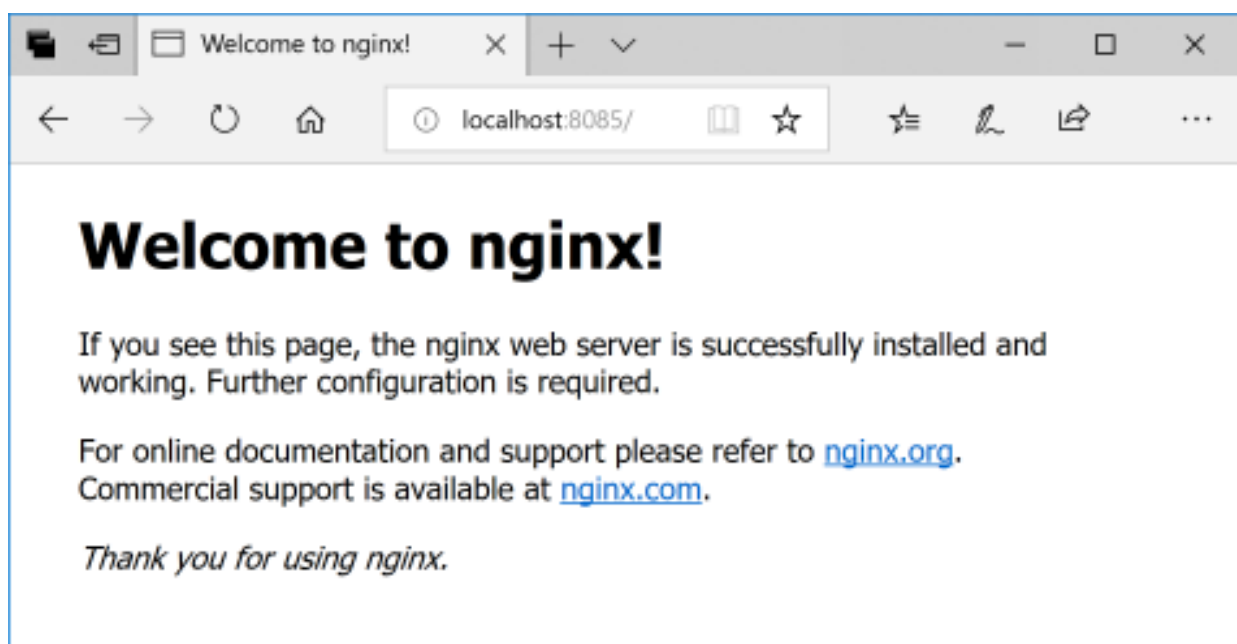 Welcome to nginx!
localhost:8085/
Welcome to nginx!
If you see this page, the nginx web server is successfully installed and
working. Further configuration is required.
For online documentation and support please refer to nginx.org.
Commercial support is available at nginx.com.
Thank you for using nginx.